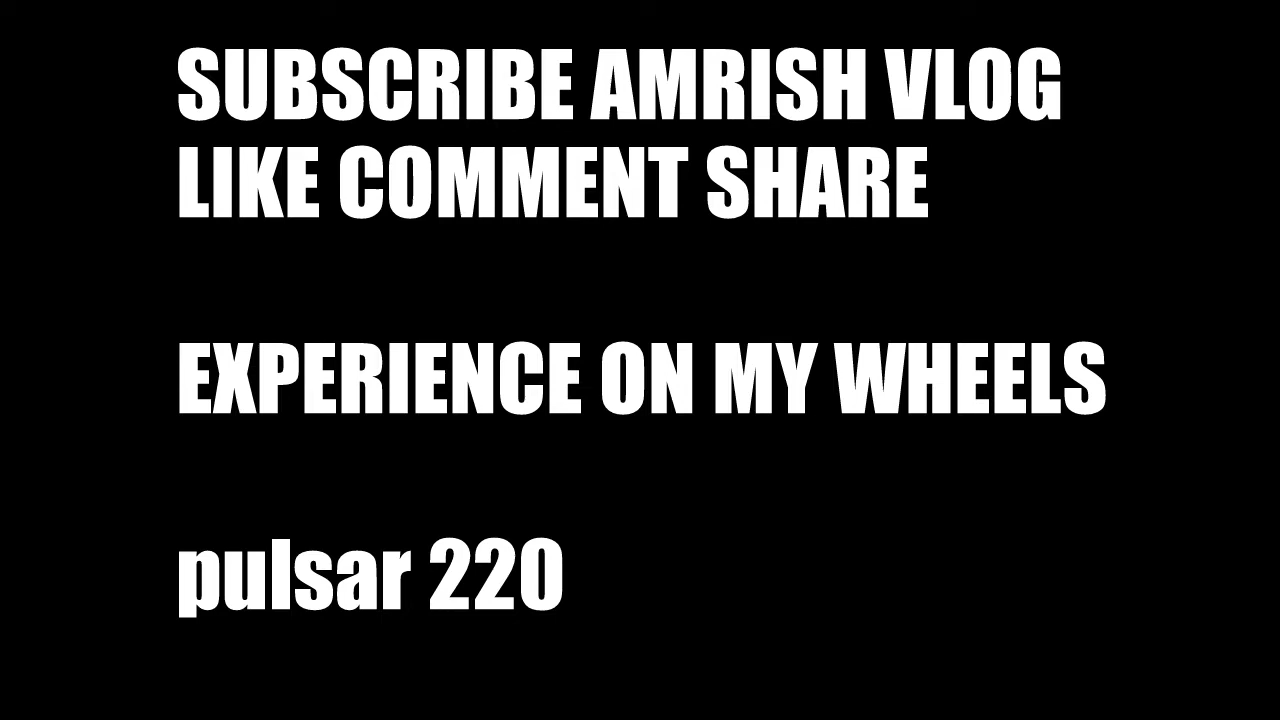 SUBSCRIBE AMRISH VLOG
LIKE COMMENT SHARE
EXPERIENCE ON MY WHEELS
pulsar 220